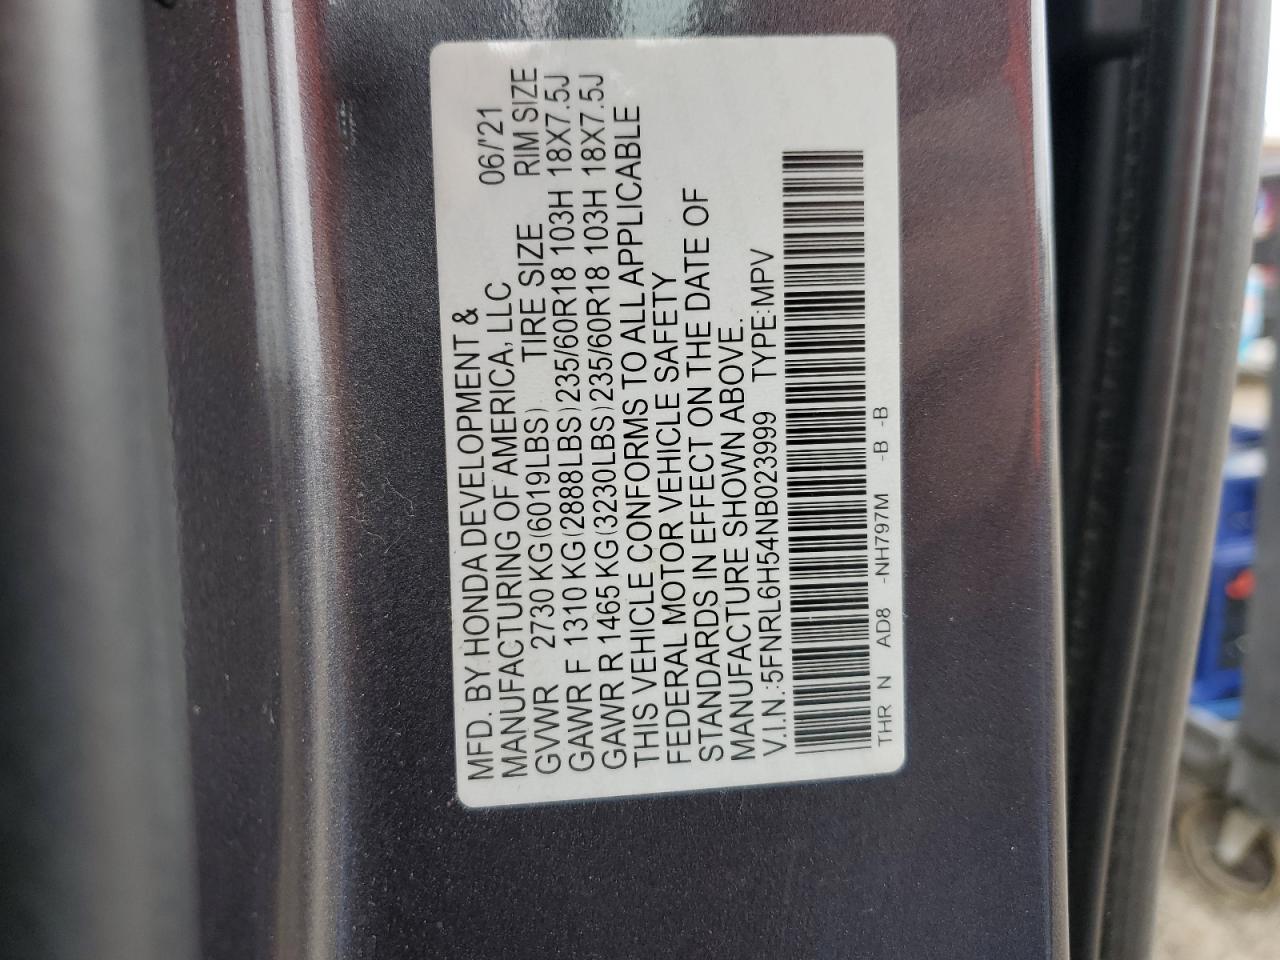 MFD. BY HONDA DEVELOPMENT &
MANUFACTURING OF AMERICA, LLC 06/'21
GVWR 2730 KG (6019LBS) TIRE SIZE RIM SIZE
GAWR F 1310 KG (2888LBS) 235/60R18 103H 18X7.5J
GAWR R 1465 KG (3230LBS) 235/60R18 103H 18X7.5J
THIS VEHICLE CONFORMS TO ALL APPLICABLE
FEDERAL MOTOR VEHICLE SAFETY
STANDARDS IN EFFECT ON THE DATE OF
MANUFACTURE SHOWN ABOVE.
V.I.N.:5FNRL6H54NB023999 TYPE:MPV
THR N AD8 -NH797M -B -B